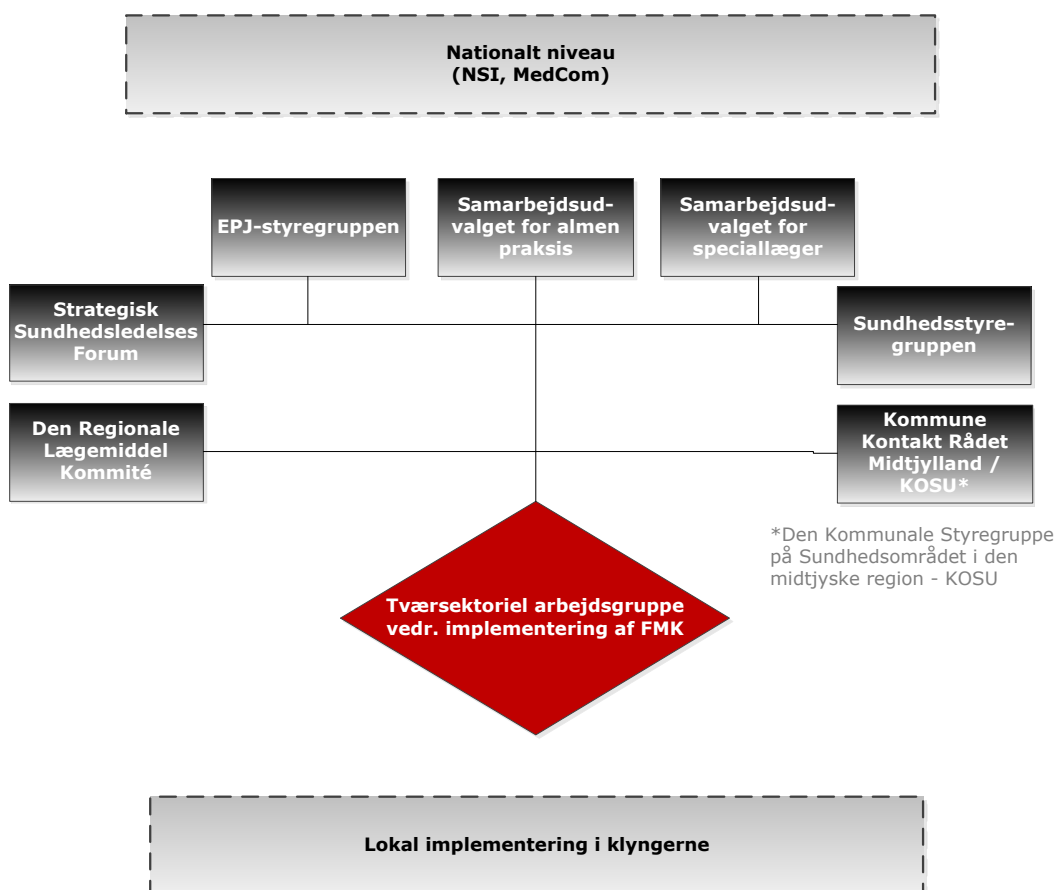 Nationalt niveau
(NSI, MedCom)
EPJ-styregruppen
Samarbejdsud-
valget for almen
praksis
Samarbejdsud-
valget for
speciallæger
Strategisk
Sundhedsledelses
Forum
Sundhedsstyre-
gruppen
Den Regionale
Lægemiddel
Kommité
Kommune
Kontakt Rådet
Midtjylland /
KOSU*
*Den Kommunale Styregruppe
på Sundhedsområdet i den
midtjyske region - KOSU
Tværsektoriel arbejdsgruppe
vedr. implementering af FMK
Lokal implementering i klyngerne